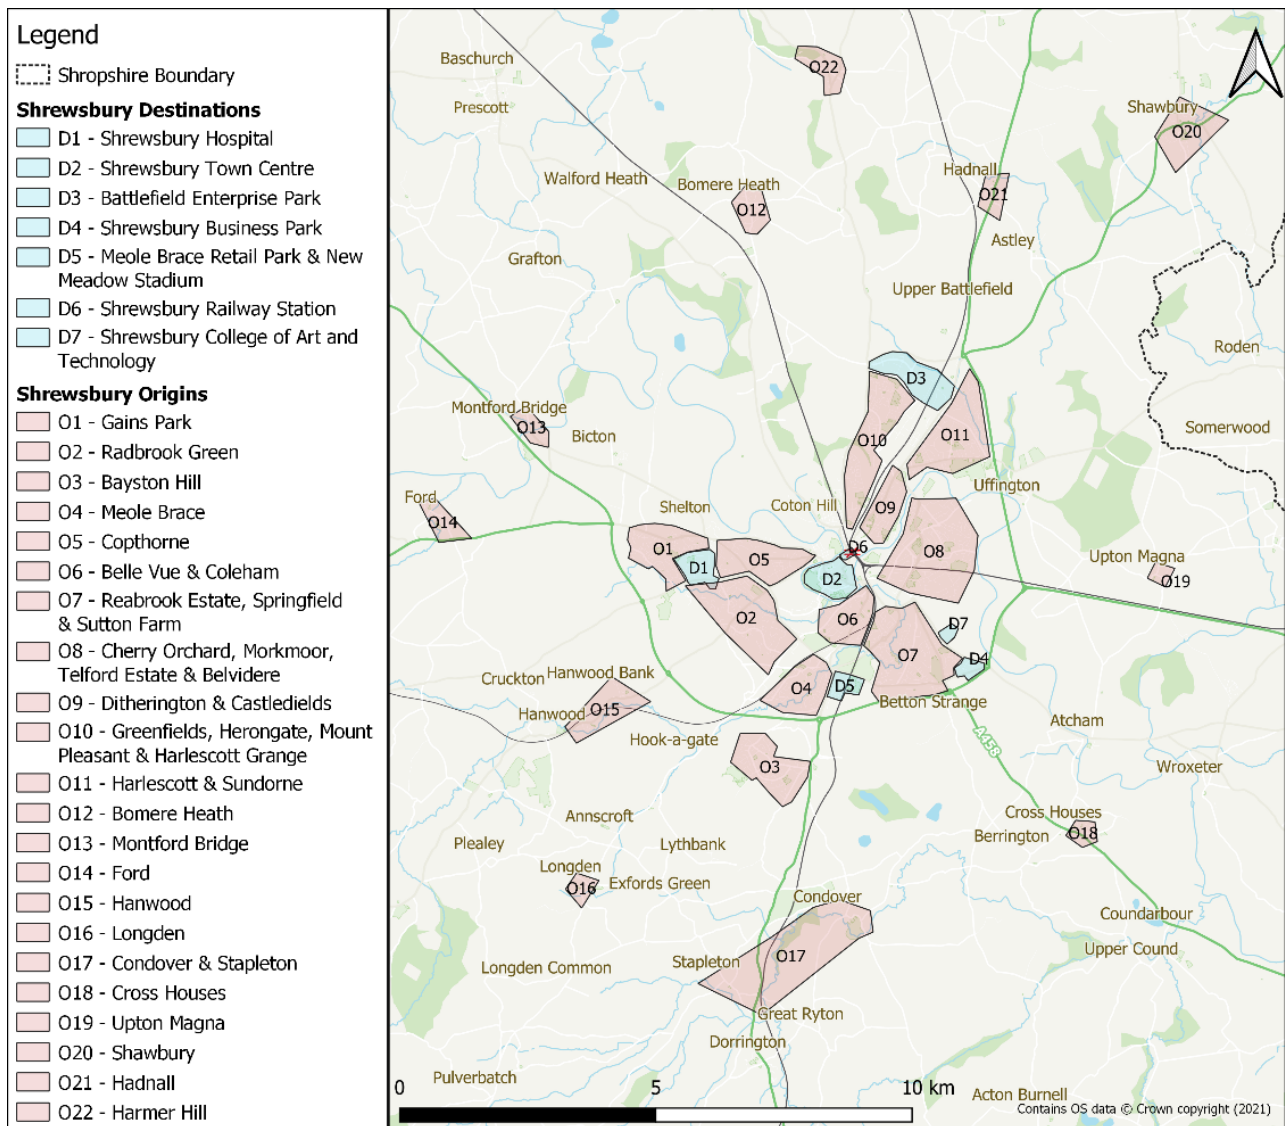 Legend
Shropshire Boundary
Shrewsbury Destinations
D1 - Shrewsbury Hospital
D2 - Shrewsbury Town Centre
D3 - Battlefield Enterprise Park
D4 - Shrewsbury Business Park
D5 - Meole Brace Retail Park & New
Meadow Stadium
D6 - Shrewsbury Railway Station
D7 - Shrewsbury College of Art and
Technology
Shrewsbury Origins
O1 - Gains Park
O2 - Radbrook Green
O3 - Bayston Hill
O4 - Meole Brace
O5 - Copthorne
O6 - Belle Vue & Coleham
O7 - Reabrook Estate, Springfield
& Sutton Farm
O8 - Cherry Orchard, Morkmoor,
Telford Estate & Belvidere
O9 - Ditherington & Castledields
O10 - Greenfields, Herongate, Mount
Pleasant & Harlescott Grange
O11 - Harlescott & Sundorne
O12 - Bomere Heath
O13 - Montford Bridge
O14 - Ford
O15 - Hanwood
O16 - Longden
O17 - Condover & Stapleton
O18 - Cross Houses
O19 - Upton Magna
O20 - Shawbury
O21 - Hadnall
O22 - Harmer Hill
Baschurch
O22
Prescott
Shawbury
O20
Hadnall
Walford Heath
Bomere Heath
O21
O12
Astley
Grafton
Upper Battlefield
Roden
D3
Montford Bridge
O13
Bicton
O10
O11
Somerwood
Uffington
Ford
O14
Shelton
Coton Hill
O9
O1
O5
D6
O8
Upton Magna
D1
D2
O19
O2
O6
D7
O7
D4
Cruckton
Hanwood Bank
O4
D5
Hanwood
O15
Betton Strange
Atcham
Hook-a-gate
A458
O3
Wroxeter
Annscroft
Cross Houses
Plealey
Lythbank
Berrington
O18
Longden
O16
Exfords Green
Condover
Coundarbour
Upper Cound
Longden Common
Stapleton
O17
Great Ryton
Dorrington
Pulverbatch
0
5
10 km
Acton Burnell
Contains OS data © Crown copyright (2021)